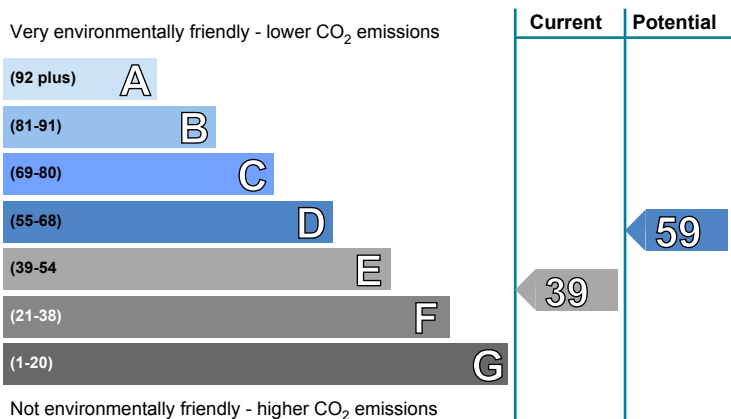 Current Potential
Very environmentally friendly - lower CO2 emissions
(92 plus) A
(81-91) B
(69-80) C
(55-68) D
59
(39-54 E
39
(21-38) F
(1-20) G
Not environmentally friendly - higher CO2 emissions